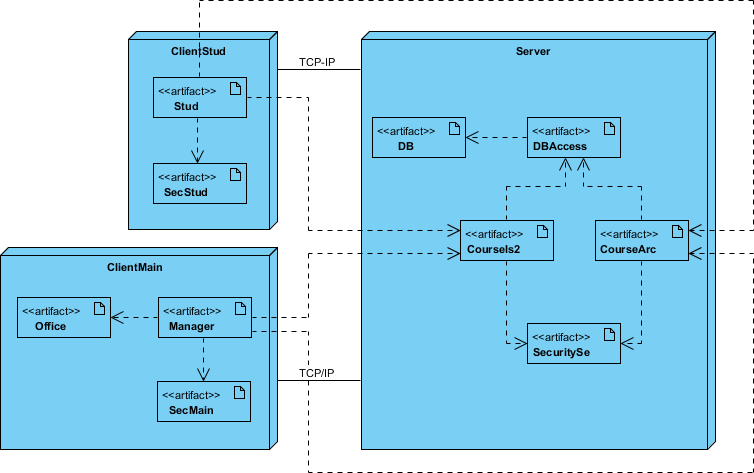 ClientStud
<<artifact>>
Stud
<<artifact>>
SecStud
TCP-IP
Server
<<artifact>>
DB
<<artifact>>
DBAccess
<<artifact>>
CourseIs2
<<artifact>>
CourseArc
<<artifact>>
SecuritySe
ClientMain
<<artifact>>
Office
<<artifact>>
Manager
<<artifact>>
SecMain
TCP/IP